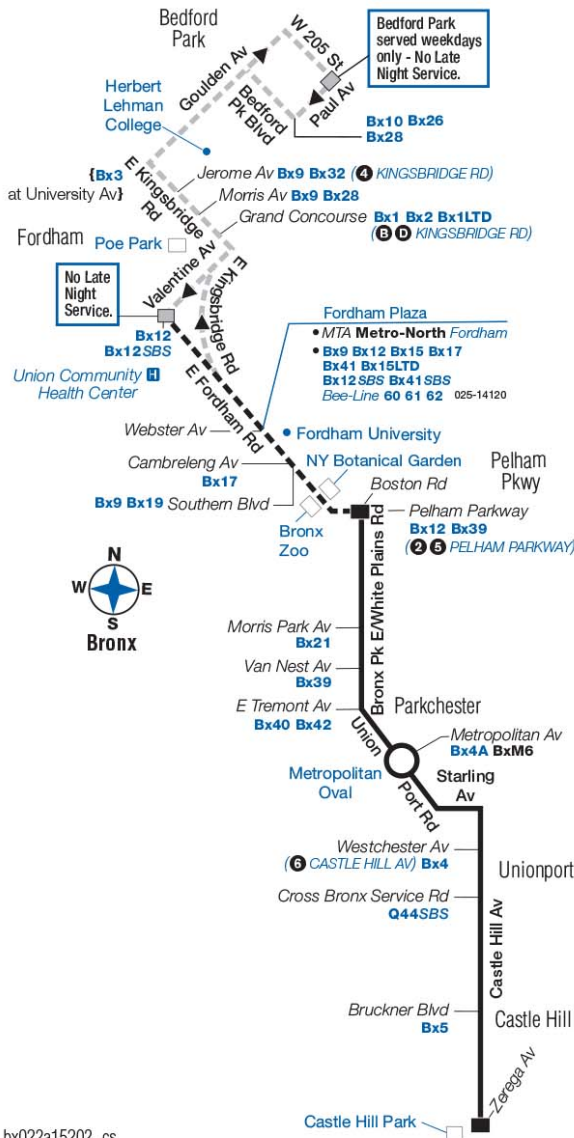 Bedford
Park
W 205 St
Bedford Park
served weekdays
only - No Late
Night Service.
Goulden Av
Bedford
Pk Blvd
Paul Av
Herbert
Lehman
College
Bx10 Bx26
Bx28
{Bx3
at University Av}
E Kingsbridge
Rd
Jerome Av Bx9 Bx32 (4 KINGSBRIDGE RD)
Morris Av Bx9 Bx28
Grand Concourse Bx1 Bx2 Bx1LTD
(B D KINGSBRIDGE RD)
Fordham
Poe Park
Valentine Av
E Kingsbridge Rd
No Late
Night
Service.
Bx12
Bx12SBS
Union Community H
Health Center
E Fordham Rd
Fordham Plaza
• MTA Metro-North Fordham
• Bx9 Bx12 Bx15 Bx17
Bx41 Bx15LTD
Bx12SBS Bx41SBS
Bee-Line 60 61 62 025-14120
Webster Av
Fordham University
Cambreleng Av
Bx17
NY Botanical Garden
Bx9 Bx19 Southern Blvd
Bronx
Zoo
Pelham
Pkwy
Boston Rd
Pelham Parkway
Bx12 Bx39
(2 5 PELHAM PARKWAY)
N
W E
S
Bronx
Bronx Pk E/White Plains Rd
Morris Park Av
Bx21
Van Nest Av
Bx39
E Tremont Av
Bx40 Bx42
Parkchester
Union
Port Rd
Metropolitan Av
Bx4A BxM6
Metropolitan
Oval
Starling
Av
Westchester Av
(6 CASTLE HILL AV) Bx4
Unionport
Cross Bronx Service Rd
Q44SBS
Castle Hill Av
Bruckner Blvd
Bx5
Castle Hill
Zerega Av
Castle Hill Park
bx022a15202_cs